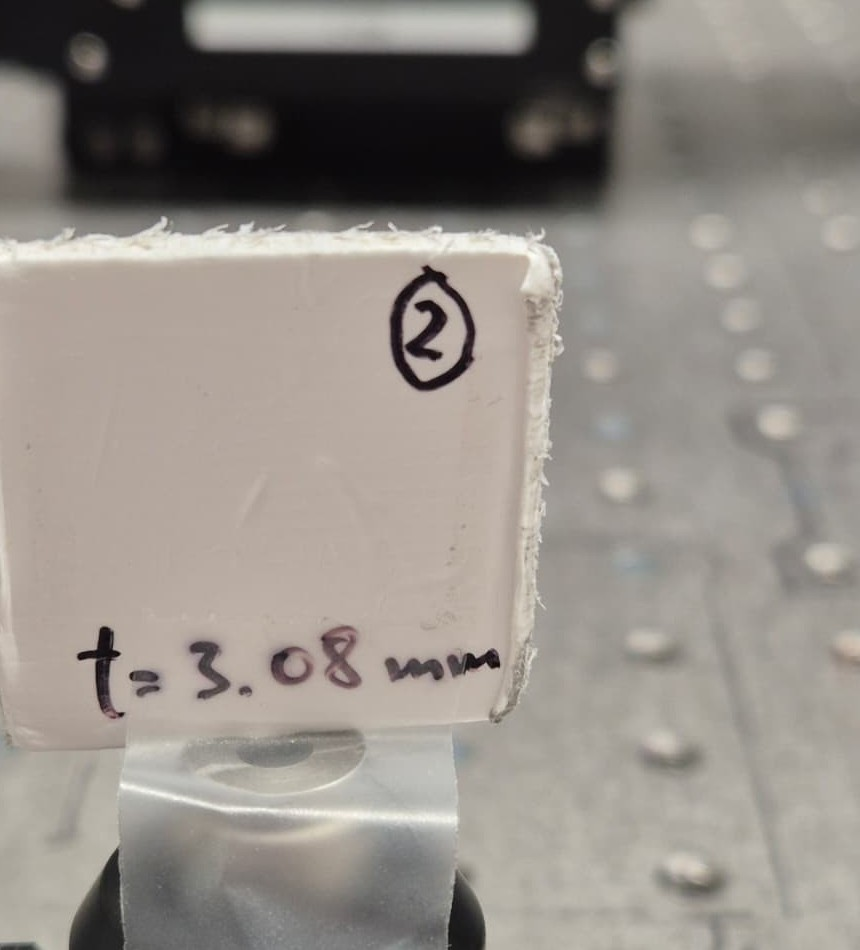 ②
t = 3.08 mm